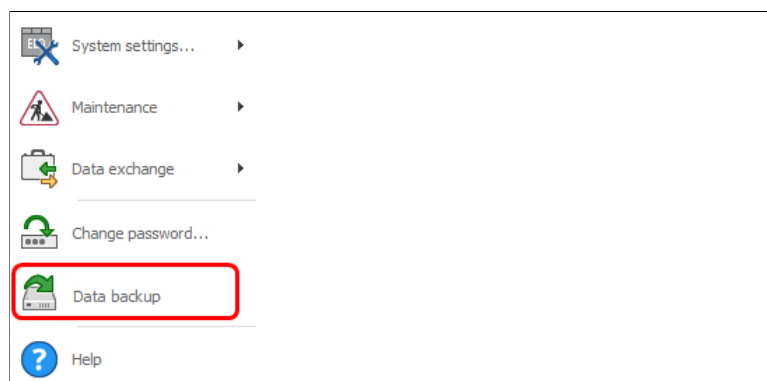 System settings...
Maintenance
Data exchange
Change password...
Data backup
? Help